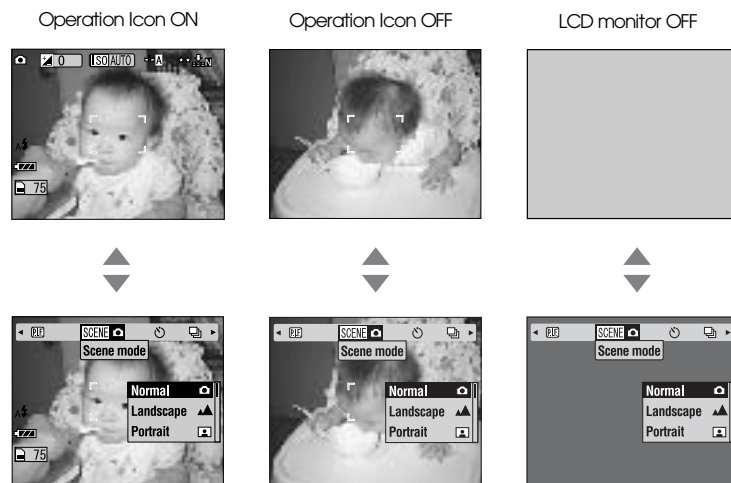 Operation Icon ON
Operation Icon OFF
LCD monitor OFF
0 ISO AUTO A N
A
75
P.I.F SCENE
Scene mode
Normal
Landscape
Portrait
A
75
P.I.F SCENE
Scene mode
Normal
Landscape
Portrait
P.I.F SCENE
Scene mode
Normal
Landscape
Portrait